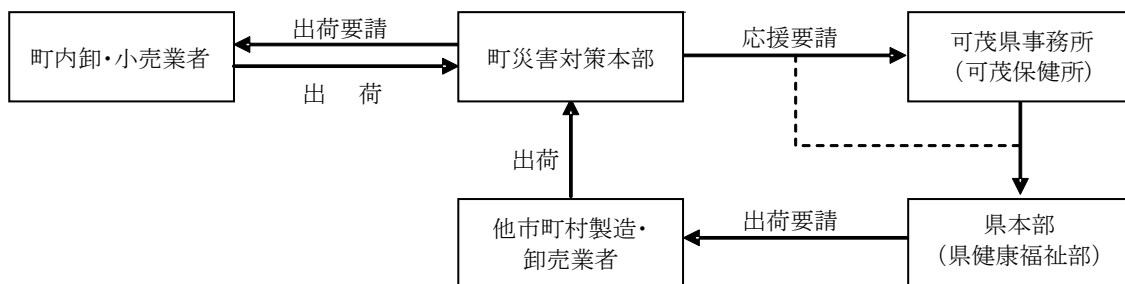 出荷要請
町内卸・小売業者
出 荷
町災害対策本部
応援要請
可茂県事務所
（可茂保健所）
出荷
他市町村製造・
卸売業者
出荷要請
県本部
（県健康福祉部）